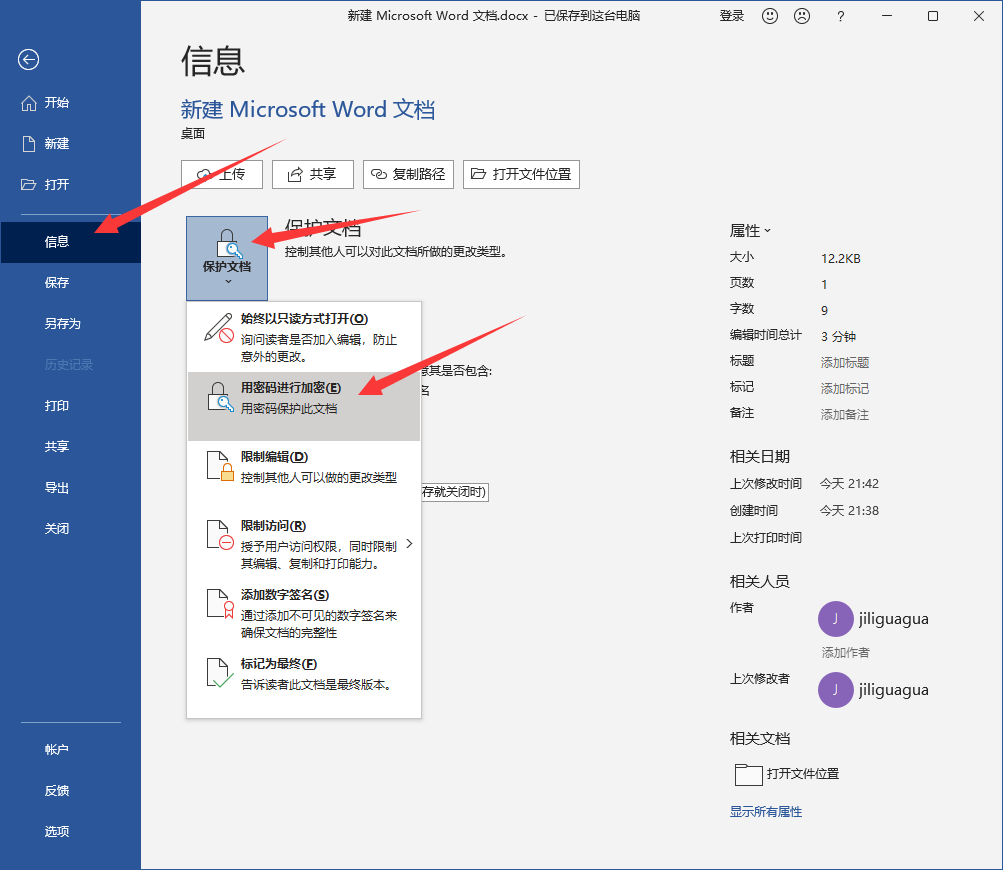 新建 Microsoft Word 文档.docx - 已保存到这台电脑
登录
?
开始
新建
打开
信息
保存
另存为
历史记录
打印
共享
导出
关闭
帐户
反馈
选项
信息
新建 Microsoft Word 文档
桌面
上传
共享
复制路径
打开文件位置
保护文档
保护文档
控制其他人可以对此文档所做的更改类型。
始终以只读方式打开(O)
询问读者是否加入编辑，防止
意外的更改。
用密码进行加密(E)
用密码保护此文档
限制编辑(D)
控制其他人可以做的更改类型
限制访问(R)
授予用户访问权限，同时限制
其编辑、复制和打印能力。
添加数字签名(S)
通过添加不可见的数字签名来
确保文档的完整性
标记为最终(F)
告诉读者此文档是最终版本。
其是否包含:
名
存就关闭时)
属性
大小 12.2KB
页数 1
字数 9
编辑时间总计 3 分钟
标题 添加标题
标记 添加标记
备注 添加备注
相关日期
上次修改时间 今天 21:42
创建时间 今天 21:38
上次打印时间
相关人员
作者
J jiliguagua
添加作者
上次修改者
J jiliguagua
相关文档
打开文件位置
显示所有属性